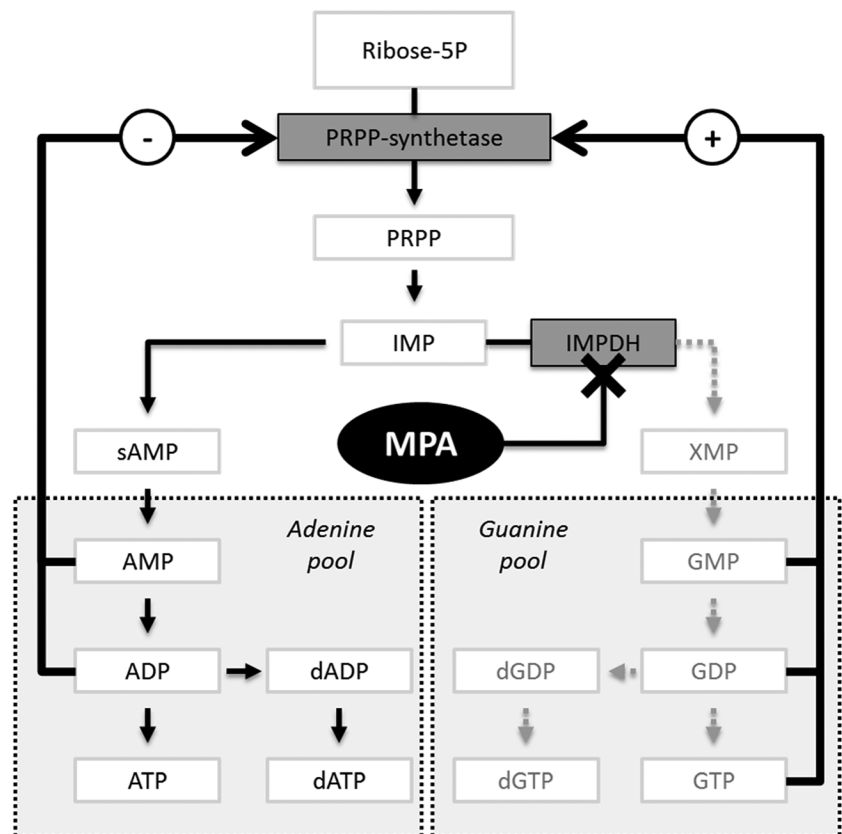 Ribose-5P
-
PRPP-synthetase
+
PRPP
IMP
IMPDH
MPA
sAMP
XMP
Adenine
pool
Guanine
pool
AMP
GMP
ADP
dADP
dGDP
GDP
ATP
dATP
dGTP
GTP